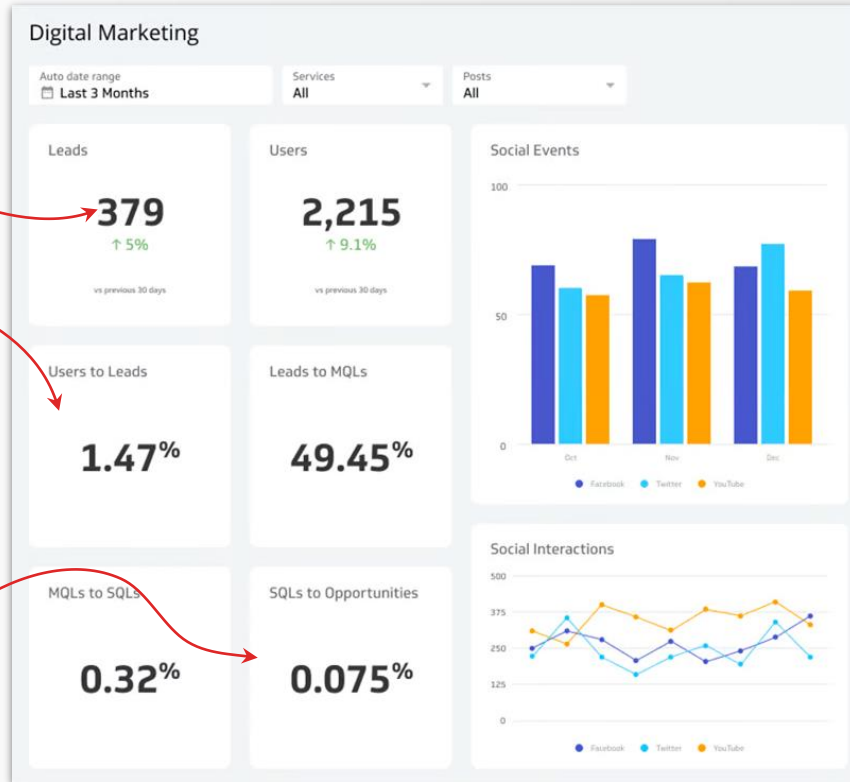 Digital Marketing
Auto date range
Last 3 Months
Services
All
Posts
All
Leads
379
↑ 5%
vs previous 30 days
Users
2,215
↑ 9.1%
vs previous 30 days
Social Events
100
50
0
Oct
Nov
Dec
Facebook
Twitter
YouTube
Users to Leads
1.47%
Leads to MQLs
49.45%
MQLs to SQLs
0.32%
SQLs to Opportunities
0.075%
Social Interactions
500
375
250
125
0
Facebook
Twitter
YouTube